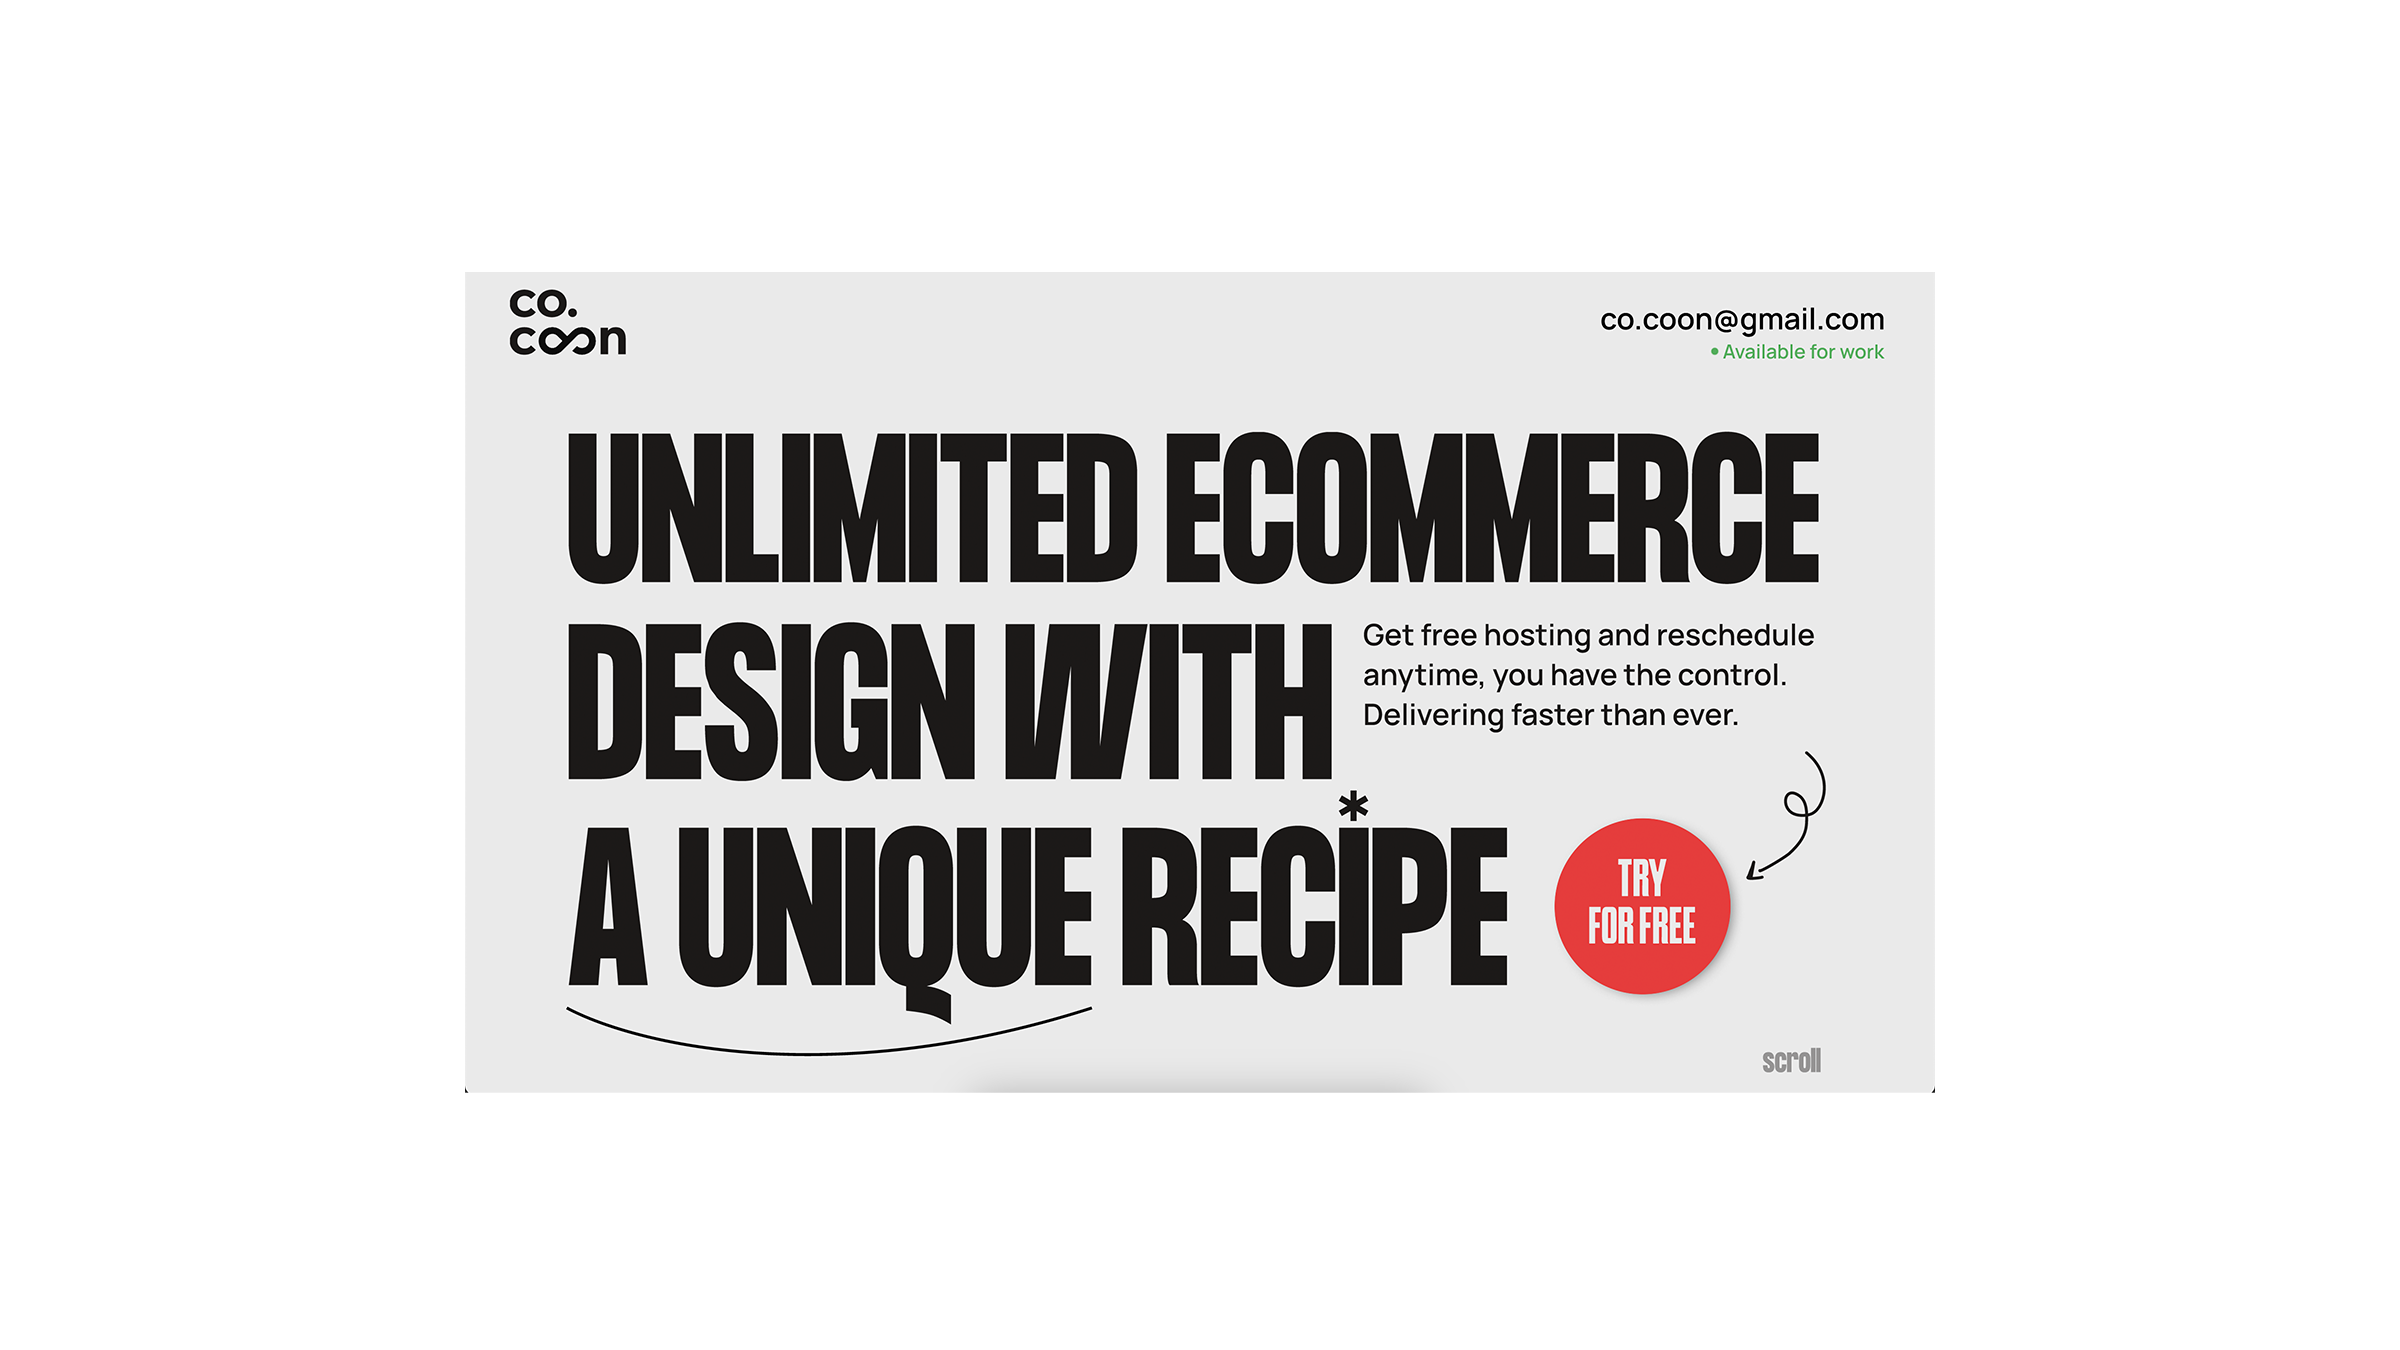 co.
coon
co.coon@gmail.com
• Available for work
UNLIMITED ECOMMERCE
DESIGN WITH
Get free hosting and reschedule
anytime, you have the control.
Delivering faster than ever.
A UNIQUE RECIPE
*
TRY
FOR FREE
scroll